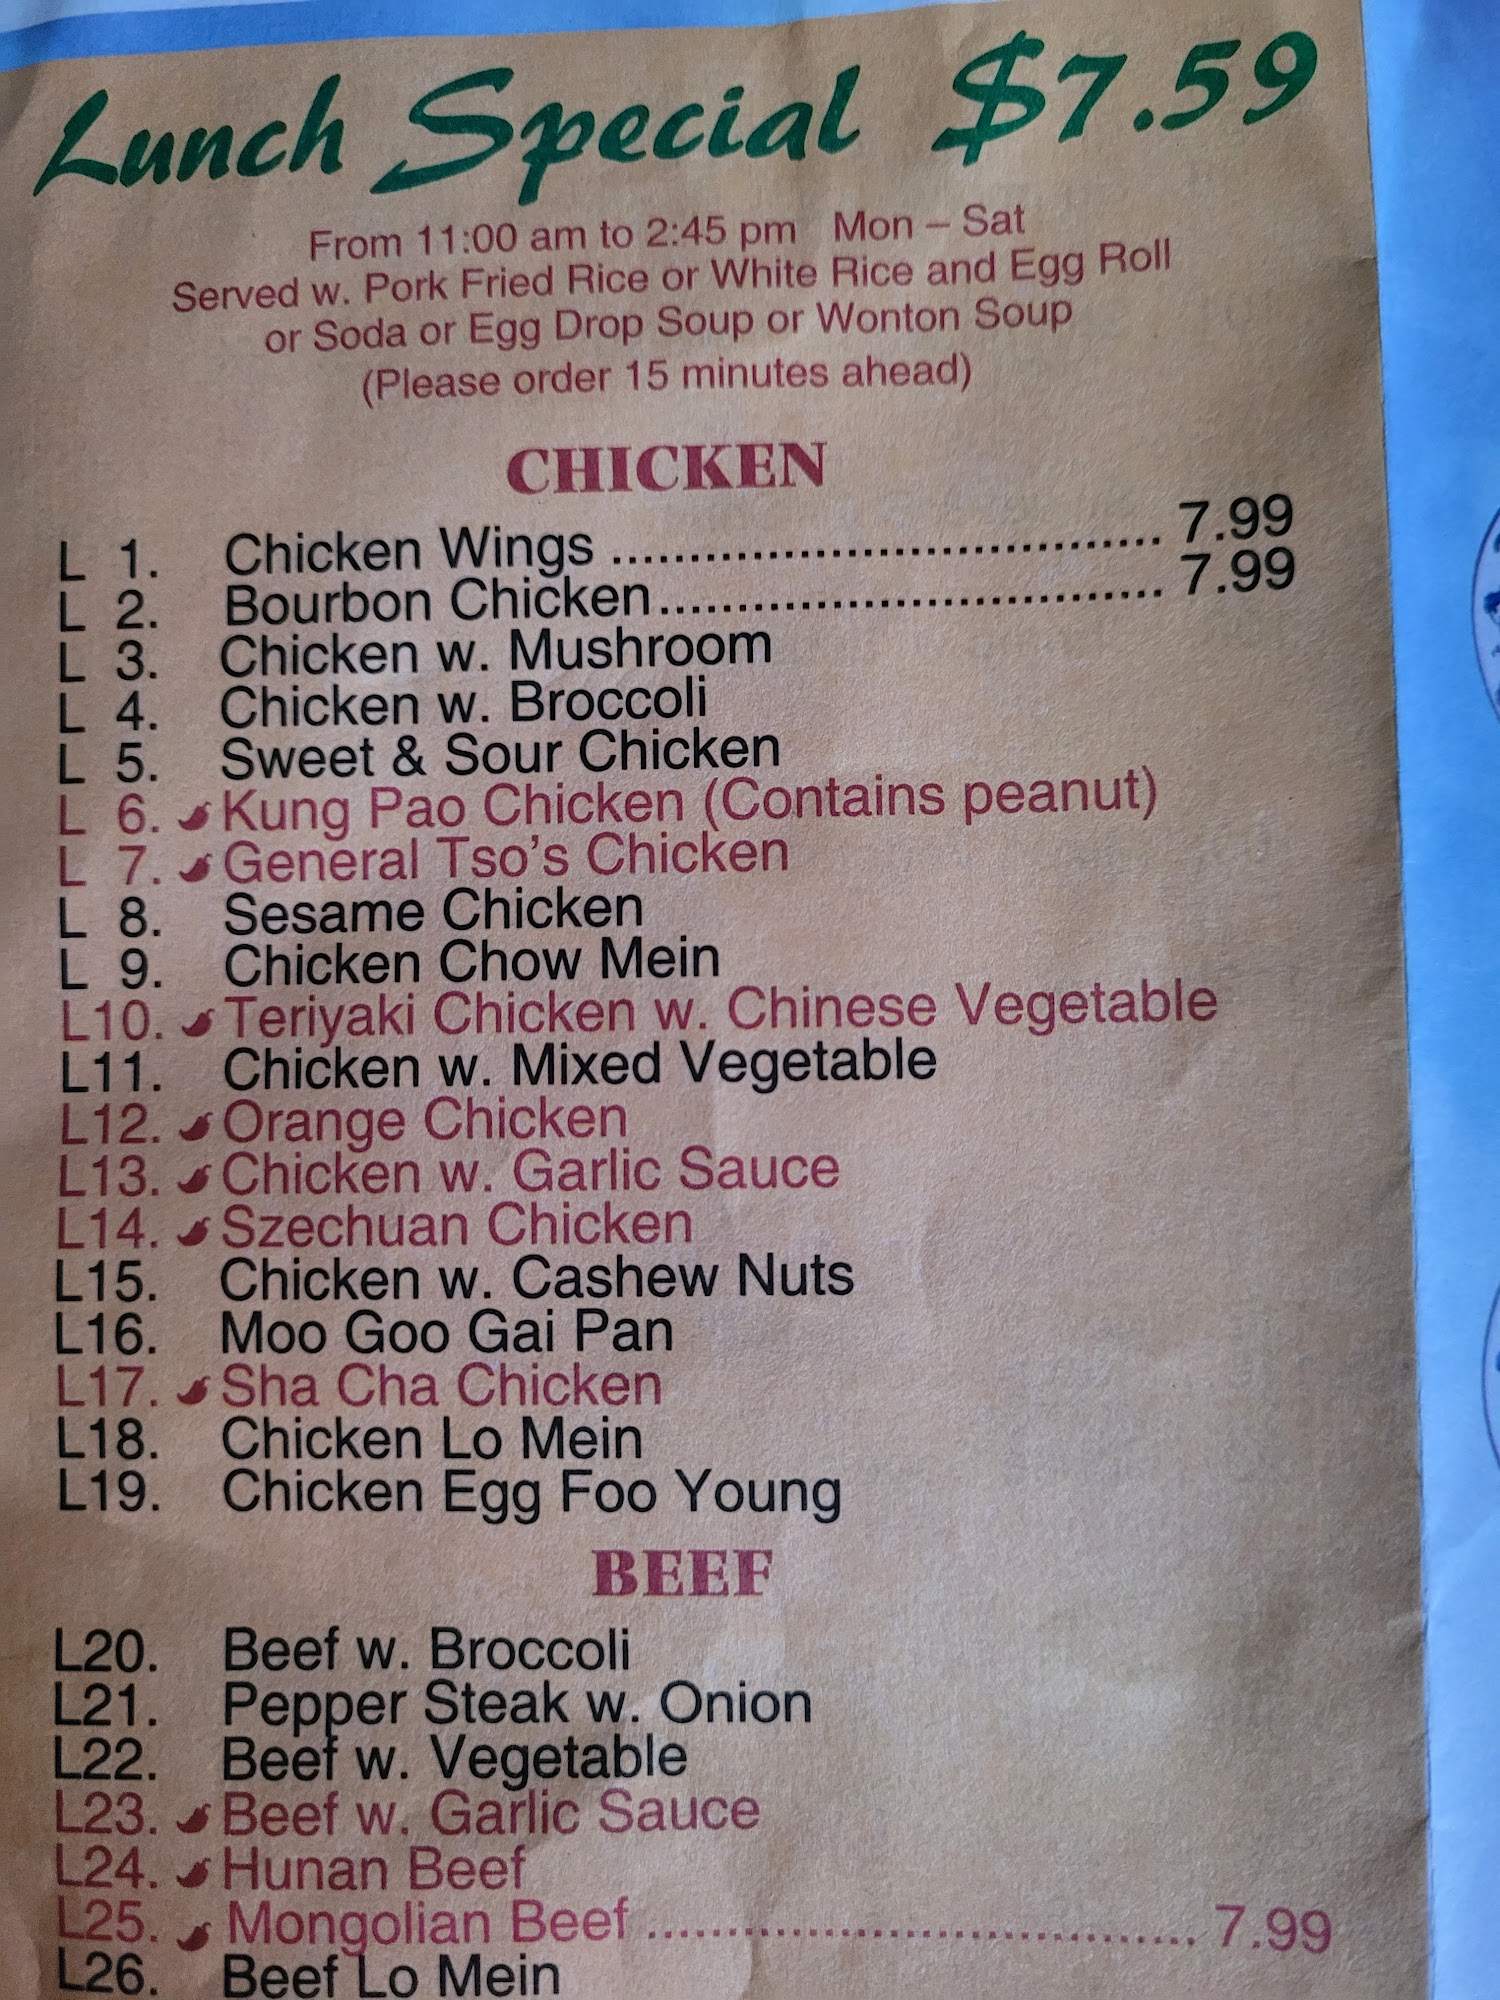 Lunch Special $7.59
From 11:00 am to 2:45 pm Mon – Sat
Served w. Pork Fried Rice or White Rice and Egg Roll
or Soda or Egg Drop Soup or Wonton Soup
(Please order 15 minutes ahead)
CHICKEN
L 1. Chicken Wings .................................... 7.99
L 2. Bourbon Chicken................................. 7.99
L 3. Chicken w. Mushroom
L 4. Chicken w. Broccoli
L 5. Sweet & Sour Chicken
L 6. Kung Pao Chicken (Contains peanut)
L 7. General Tso's Chicken
L 8. Sesame Chicken
L 9. Chicken Chow Mein
L10. Teriyaki Chicken w. Chinese Vegetable
L11. Chicken w. Mixed Vegetable
L12. Orange Chicken
L13. Chicken w. Garlic Sauce
L14. Szechuan Chicken
L15. Chicken w. Cashew Nuts
L16. Moo Goo Gai Pan
L17. Sha Cha Chicken
L18. Chicken Lo Mein
L19. Chicken Egg Foo Young
BEEF
L20. Beef w. Broccoli
L21. Pepper Steak w. Onion
L22. Beef w. Vegetable
L23. Beef w. Garlic Sauce
L24. Hunan Beef
L25. Mongolian Beef .................................... 7.99
L26. Beef Lo Mein